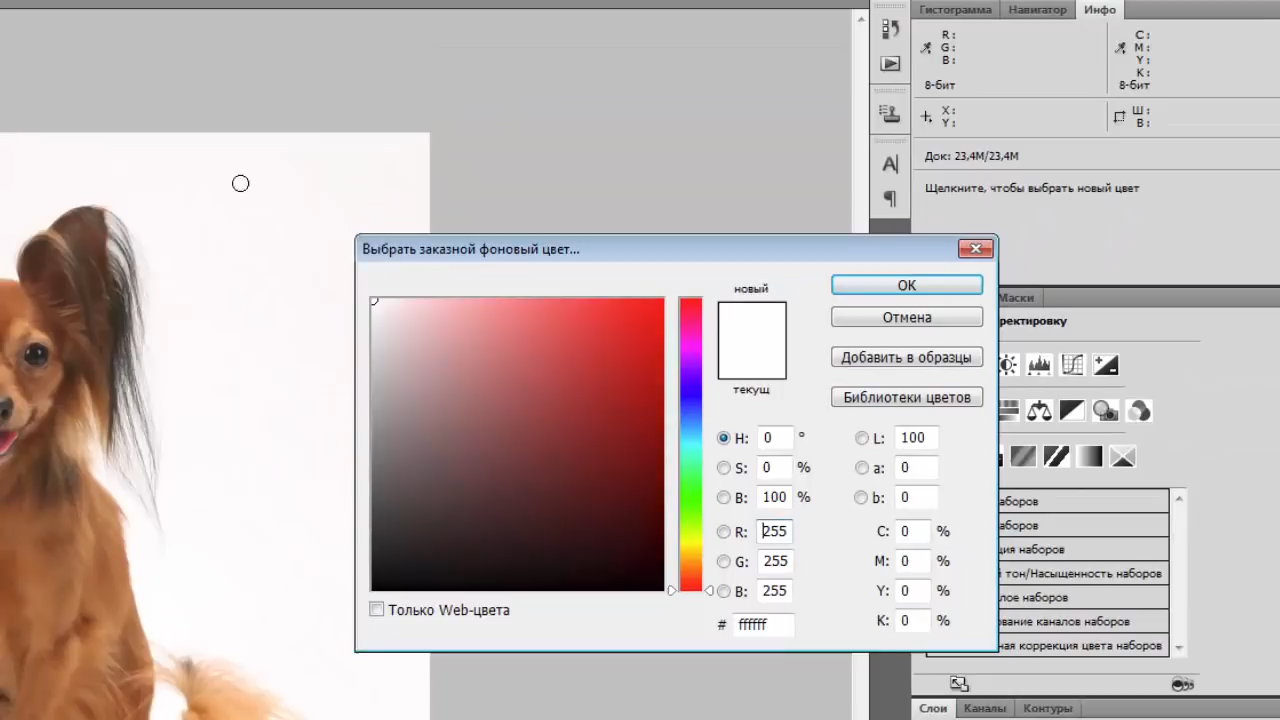 Гистограмма Навигатор Инфо
R:
G:
B:
C:
M:
Y:
K:
8-бит 8-бит
X:
Y:
Ш:
В:
Док: 23,4M/23,4M
Щелкните, чтобы выбрать новый цвет
Выбрать заказной фоновый цвет...
новый
текущ
OK
Отмена
Добавить в образцы
Библиотеки цветов
H: 0 °
S: 0 %
B: 100 %
R: 255
G: 255
B: 255
# ffffff
L: 100
a: 0
b: 0
C: 0 %
M: 0 %
Y: 0 %
K: 0 %
Только Web-цвета
Маски
ректировку
наборов
наборов
ция наборов
й тон/Насыщенность наборов
лое наборов
ование каналов наборов
ная коррекция цвета наборов
Слои Каналы Контуры